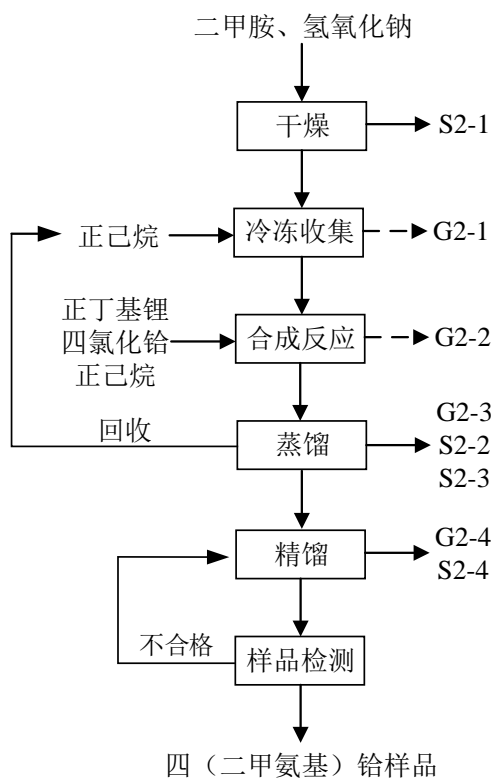 二甲胺、氢氧化钠
干燥
S2-1
正己烷
冷冻收集
G2-1
正丁基锂
四氯化铪
正己烷
合成反应
G2-2
回收
蒸馏
G2-3
S2-2
S2-3
精馏
G2-4
S2-4
不合格
样品检测
四（二甲氨基）铪样品